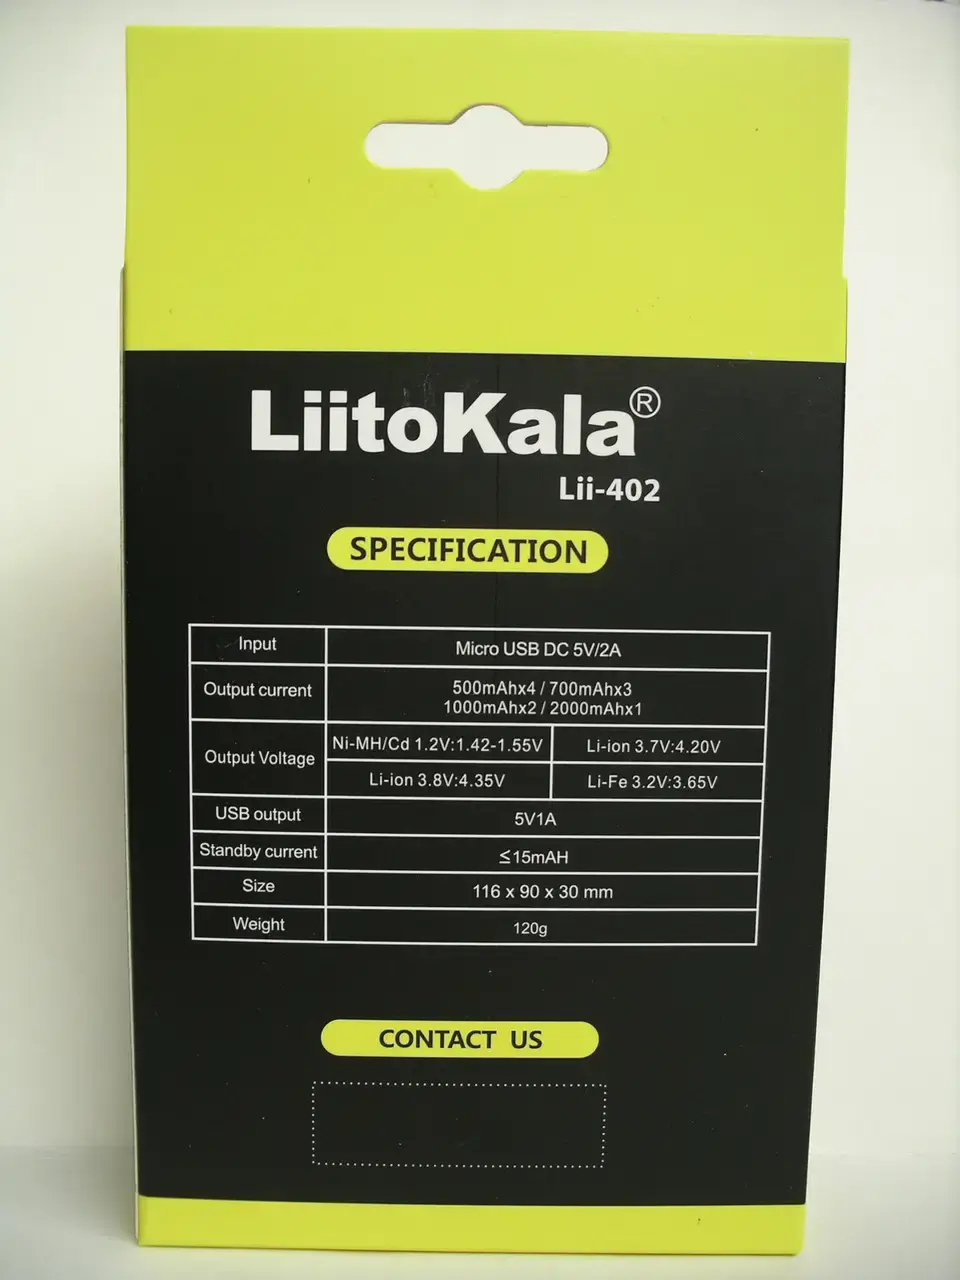 LiitoKala®
Lii-402
SPECIFICATION
Input Micro USB DC 5V/2A
Output current 500mAhx4 / 700mAhx3
1000mAhx2 / 2000mAhx1
Output Voltage Ni-MH/Cd 1.2V:1.42-1.55V Li-ion 3.7V:4.20V
Li-ion 3.8V:4.35V Li-Fe 3.2V:3.65V
USB output 5V1A
Standby current ≤15mAH
Size 116 x 90 x 30 mm
Weight 120g
CONTACT US